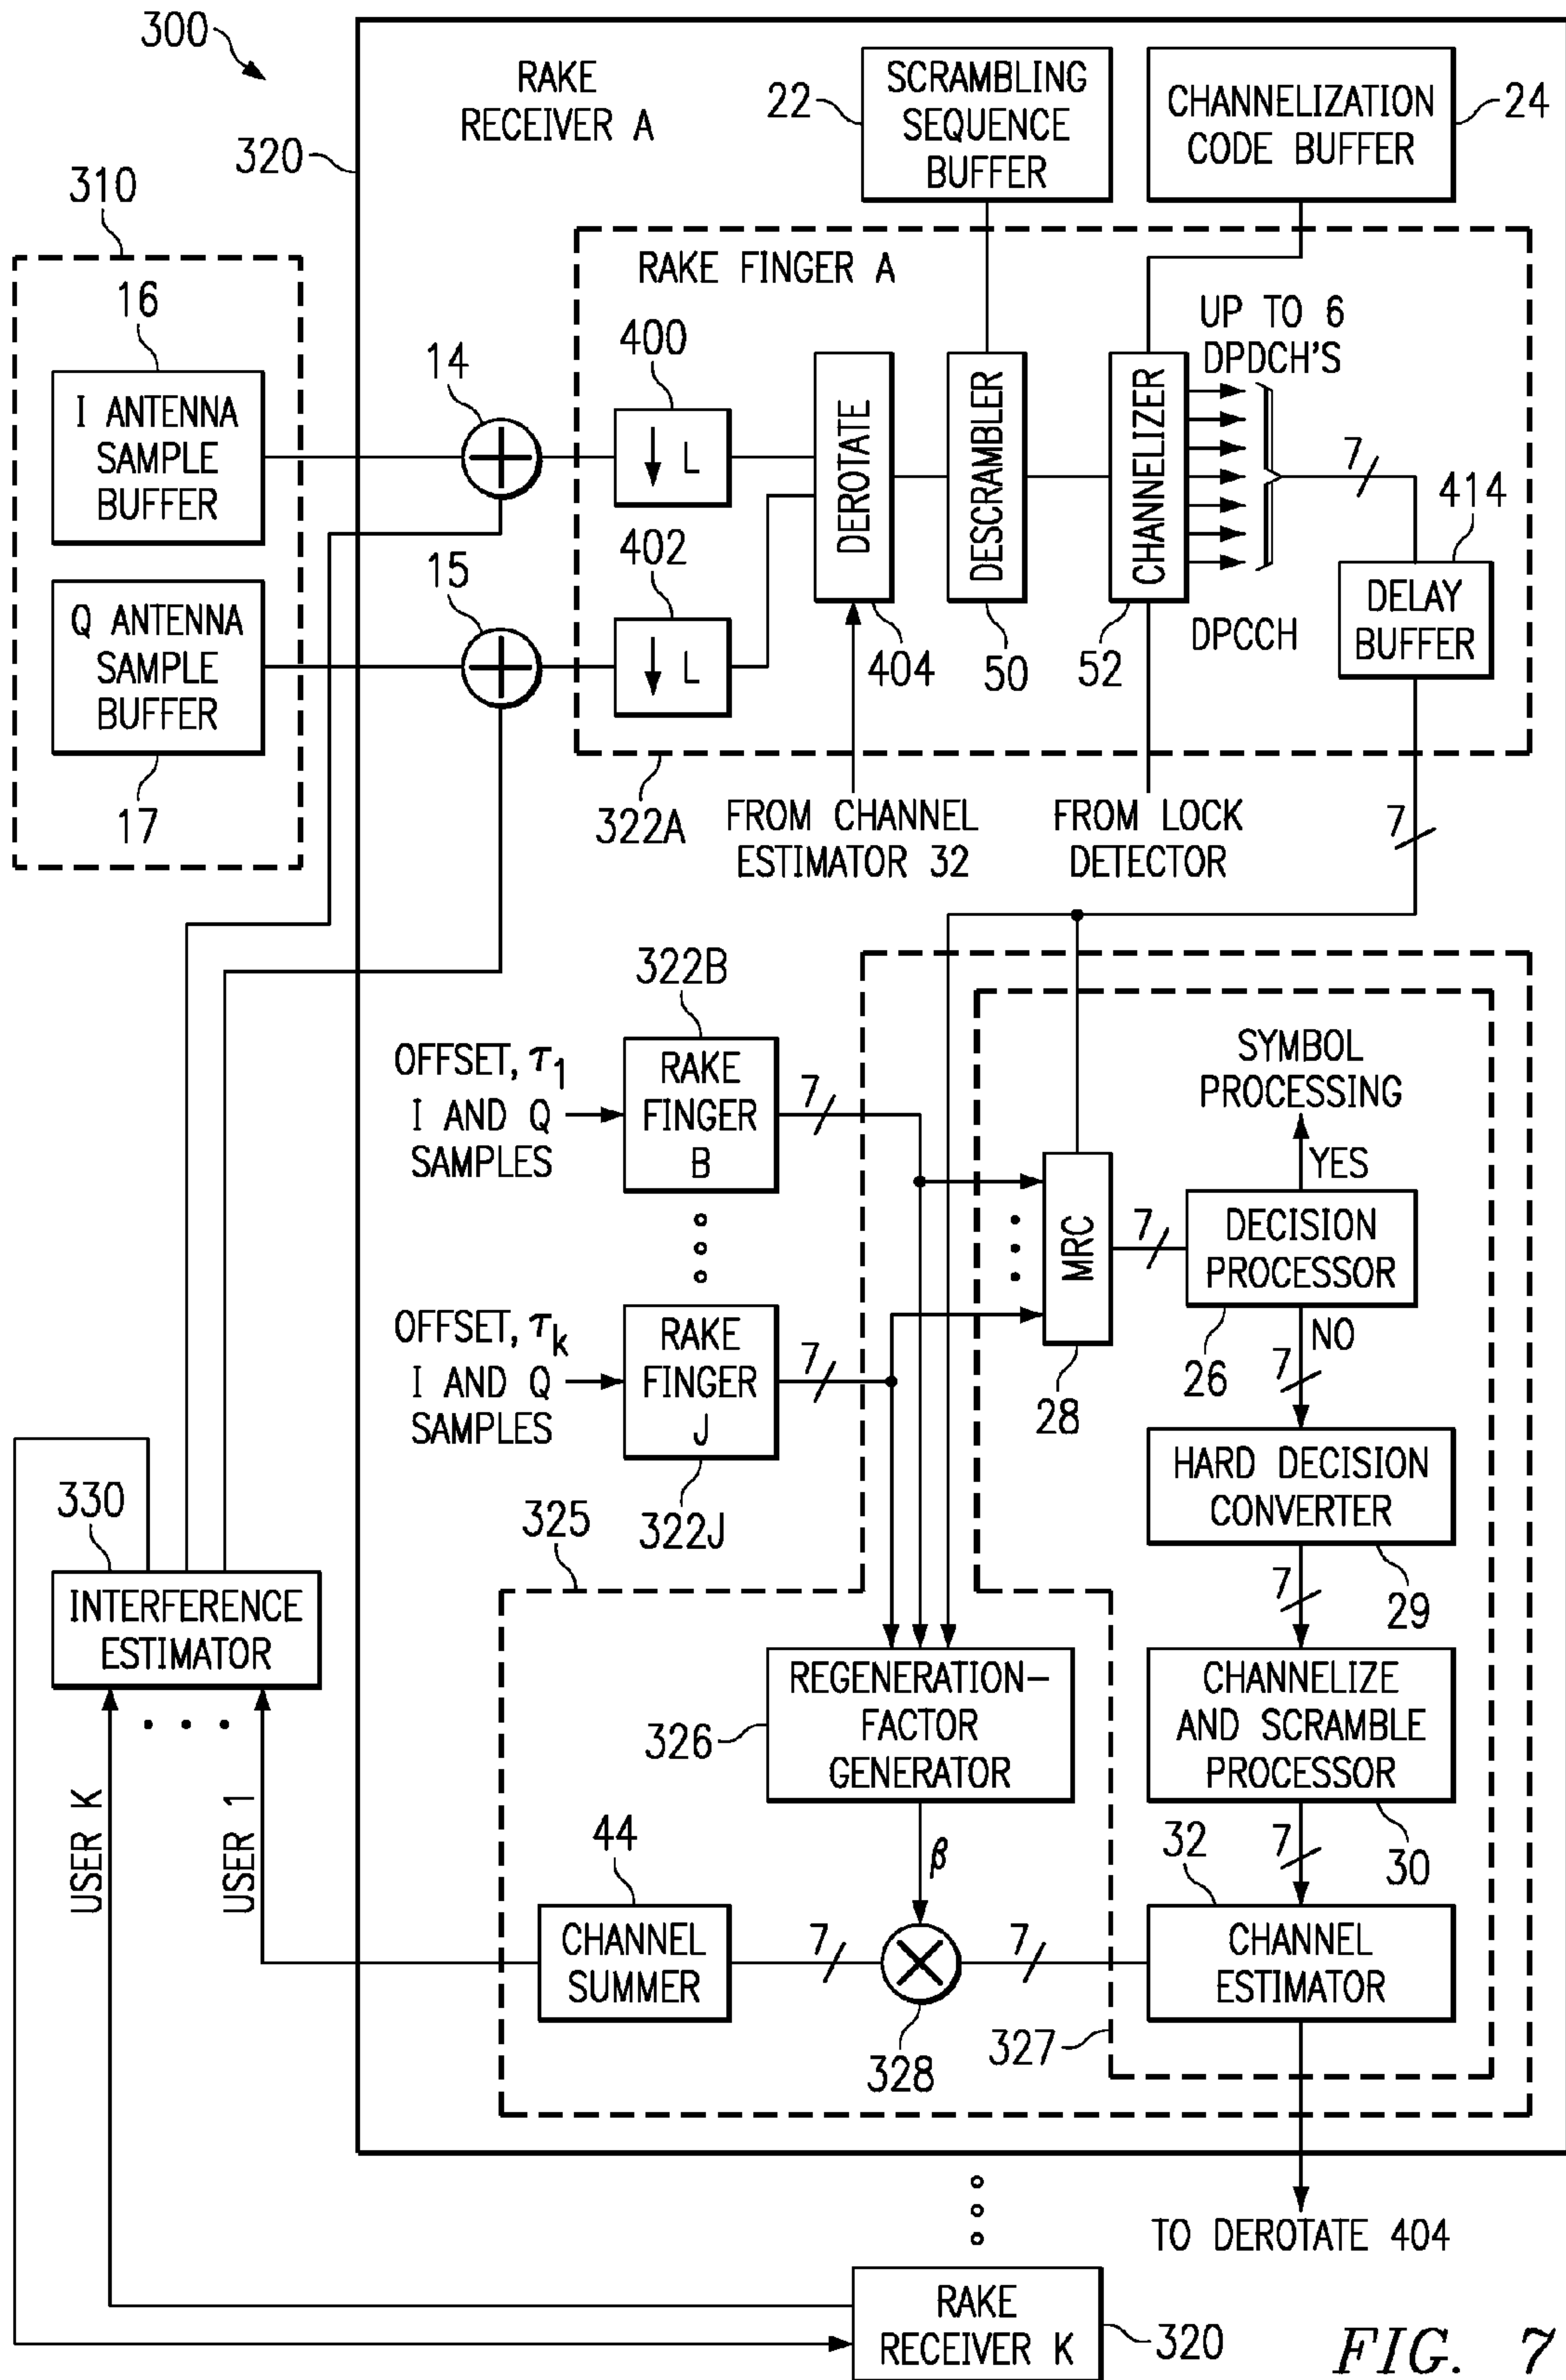 300
RAKE
RECEIVER A
320
22
SCRAMBLING
SEQUENCE
BUFFER
CHANNELIZATION
CODE BUFFER
24
310
16
I ANTENNA
SAMPLE
BUFFER
Q ANTENNA
SAMPLE
BUFFER
17
14
15
RAKE FINGER A
400
↓ L
402
↓ L
DEROTATE
404
DESCRAMBLER
50
CHANNELIZER
52
UP TO 6
DPDCH'S
DPCCH
7
414
DELAY
BUFFER
322A
FROM CHANNEL
ESTIMATOR 32
FROM LOCK
DETECTOR
7
322B
OFFSET, τ1
I AND Q
SAMPLES
RAKE
FINGER
B
7
OFFSET, τk
I AND Q
SAMPLES
RAKE
FINGER
J
7
322J
MRC
28
7
SYMBOL
PROCESSING
YES
DECISION
PROCESSOR
26
NO
7
HARD DECISION
CONVERTER
29
7
CHANNELIZE
AND SCRAMBLE
PROCESSOR
30
7
32
CHANNEL
ESTIMATOR
325
330
INTERFERENCE
ESTIMATOR
USER K
USER 1
326
REGENERATION-
FACTOR
GENERATOR
β
44
CHANNEL
SUMMER
7
328
7
327
TO DEROTATE 404
RAKE
RECEIVER K
320
FIG. 7